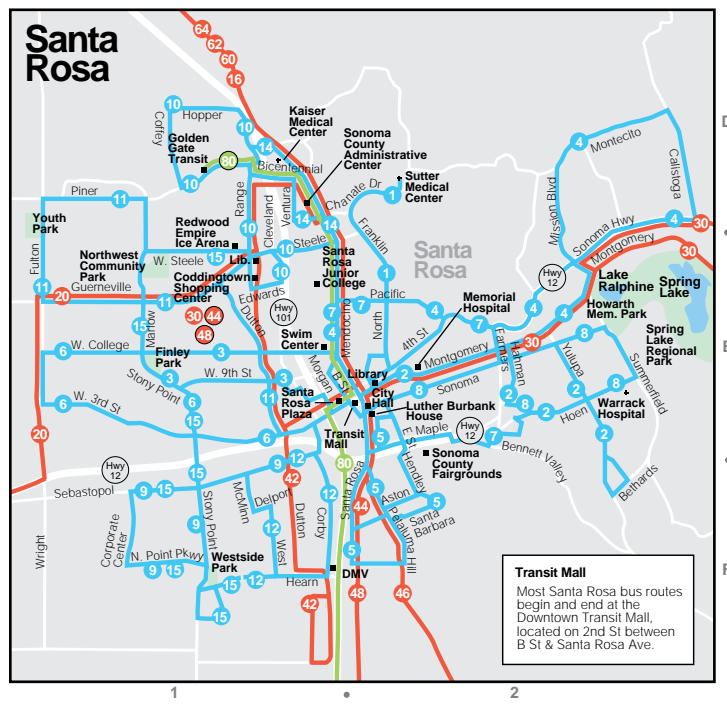 Santa
Rosa
64
62
60
16
10
Hopper
Coffey
10
14
Kaiser
Medical
Center
Golden
Gate
Transit
80
10
Bicentennial
Sonoma
County
Administrative
Center
Chanate Dr
1
Sutter
Medical
Center
Franklin
4
Montecito
Calistoga
Mission Blvd
Sonoma Hwy
4
30
Montgomery
30
D
Piner
11
Range
Cleveland
Ventura
14
14
Youth
Park
Fulton
Redwood
Empire
Ice Arena
10
10
Steele
Northwest
Community
Park
W. Steele
15
Lib.
Coddingtown
Shopping
Center
10
Santa
Rosa
Junior
College
Santa
Rosa
1
Hwy
12
Lake
Ralphine
Spring
Lake
Howarth
Mem. Park
11
20
Guerneville
11
Edwards
Dutton
Hwy
101
30
44
48
7
4
7
Pacific
Mendocino
North
4
7
4
4
Memorial
Hospital
4th St
30
Spring
Lake
Regional
Park
E
15
Marlow
6
W. College
3
Finley
Park
Swim
Center
Morgan
B St
Library
2
Montgomery
8
Sonoma
Farmers
Hahman
8
Yulupa
Summerfield
3
W. 9th St
3
Stony Point
6
15
W. 3rd St
6
11
6
Santa
Rosa
Plaza
City
Hall
Luther Burbank
House
Transit
Mall
2
8
2
Hoen
2
8
Warrack
Hospital
2
Bethards
20
5
E St
Maple
Hwy
12
7
Bennett Valley
Sonoma
County
Fairgrounds
Hendley
Hwy
12
15
9
12
42
80
Santa Rosa
Sebastopol
9
15
Stony Point
McMinn
Delport
Dutton
Corby
12
5
44
Aston
5
Santa
Barbara
Petaluma Hill
Wright
Corporate
Center
9
12
West
N. Point Pkwy
9
15
Westside
Park
15
12
Hearn
5
DMV
15
42
48
46
F
Transit Mall
Most Santa Rosa bus routes
begin and end at the
Downtown Transit Mall,
located on 2nd St between
B St & Santa Rosa Ave.
1
2